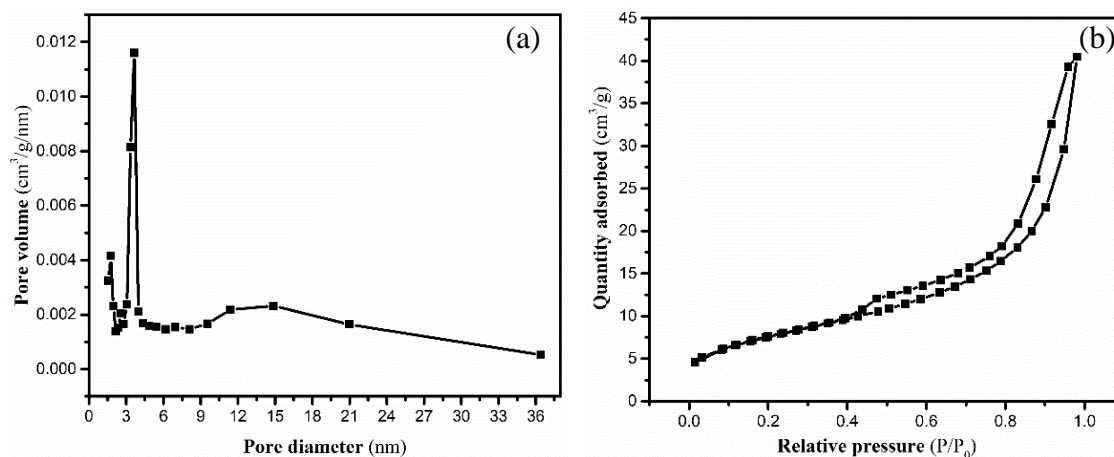 (a)
Pore volume (cm³/g/nm)
0.012
0.010
0.008
0.006
0.004
0.002
0.000
0 3 6 9 12 15 18 21 24 27 30 33 36
Pore diameter (nm)
(b)
Quantity adsorbed (cm³/g)
45
40
35
30
25
20
15
10
5
0
0.0 0.2 0.4 0.6 0.8 1.0
Relative pressure (P/P₀)